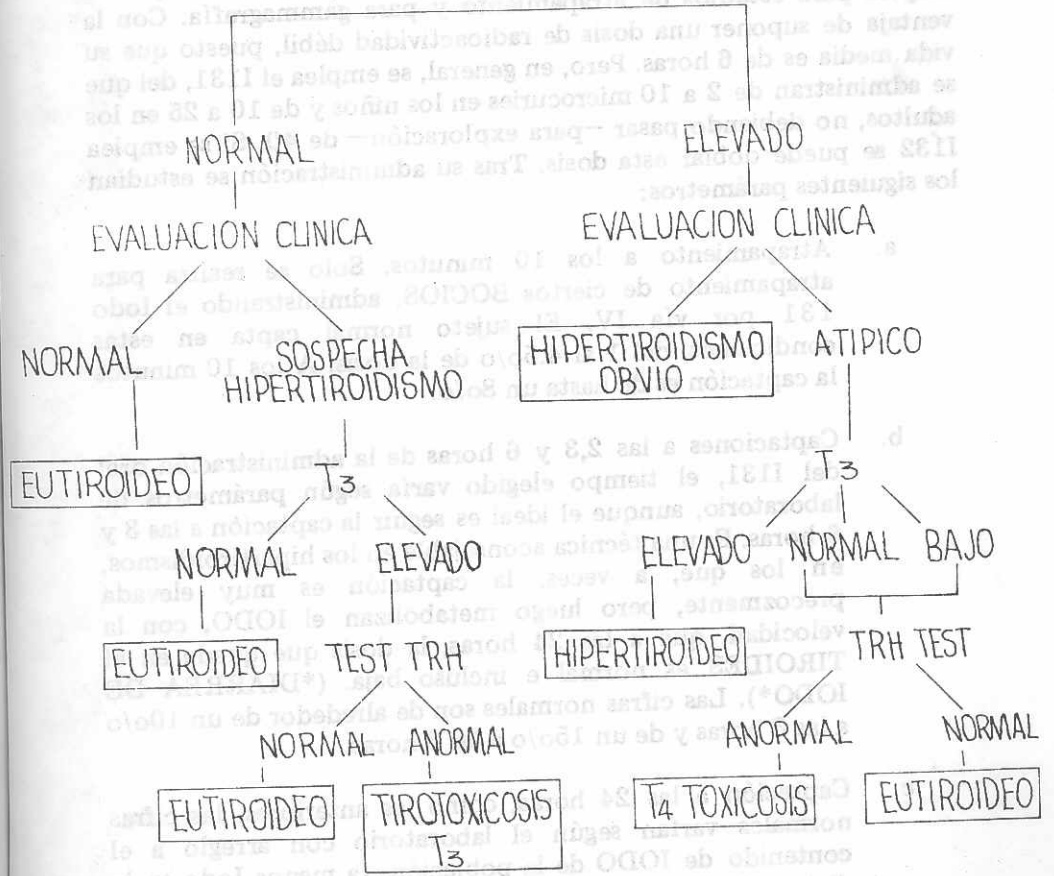 NORMAL ELEVADO
EVALUACION CLINICA EVALUACION CLINICA
NORMAL SOSPECHA HIPERTIROIDISMO ATIPICO
HIPERTIROIDISMO OBVIO
EUTIROIDEO T3 T3
NORMAL ELEVADO ELEVADO NORMAL BAJO
EUTIROIDEO TEST TRH HIPERTIROIDEO TRH TEST
NORMAL ANORMAL ANORMAL NORMAL
EUTIROIDEO TIROTOXICOSIS T4 TOXICOSIS EUTIROIDEO
T3